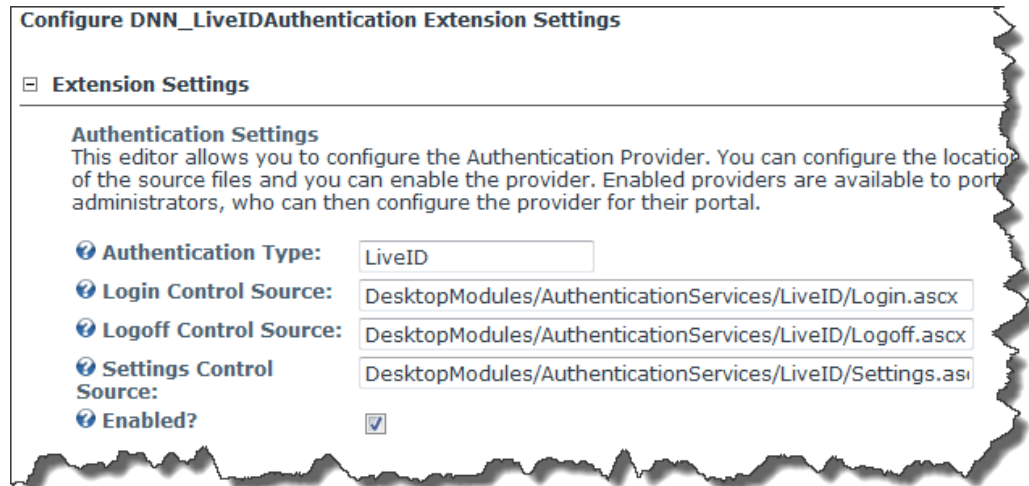 Configure DNN_LiveIDAuthentication Extension Settings
Extension Settings
Authentication Settings
This editor allows you to configure the Authentication Provider. You can configure the location
of the source files and you can enable the provider. Enabled providers are available to
administrators, who can then configure the provider for their portal.
Authentication Type: LiveID
Login Control Source: DesktopModules/AuthenticationServices/LiveID/Login.ascx
Logoff Control Source: DesktopModules/AuthenticationServices/LiveID/Logoff.ascx
Settings Control DesktopModules/AuthenticationServices/LiveID/Settings.as
Source:
Enabled?